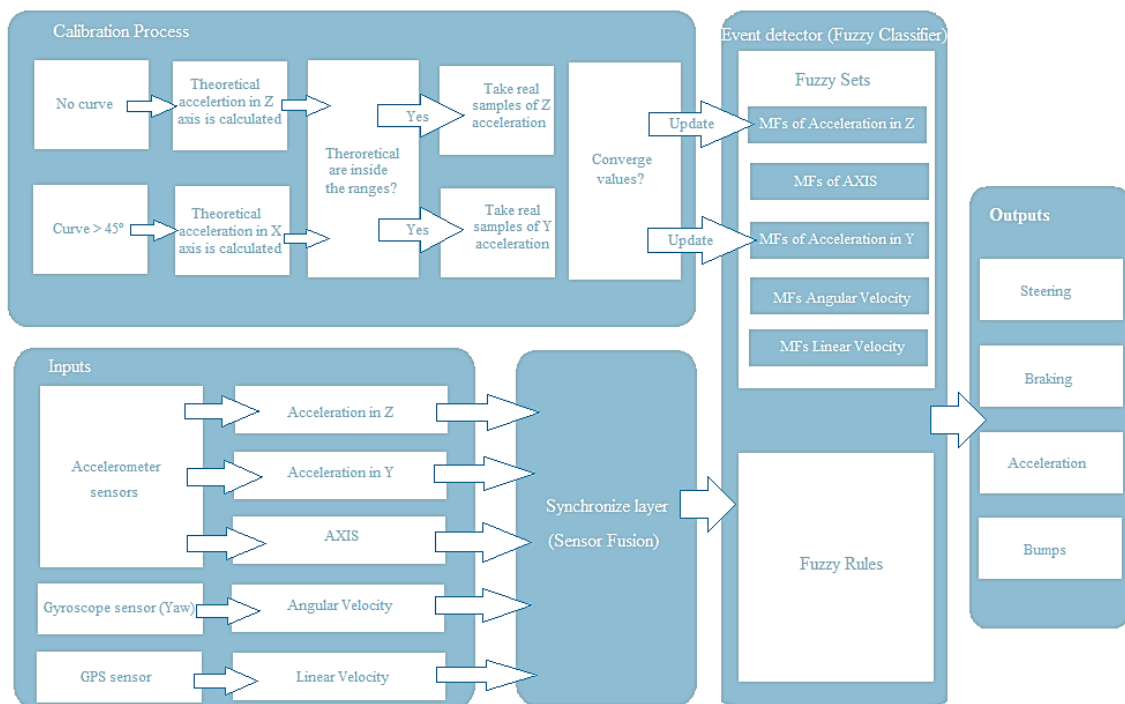 Calibration Process
No curve
Theoretical
accelertion in Z
axis is calculated
Theroretical
are inside
the ranges?
Yes
Take real
samples of Z
acceleration
Converge
values?
Update
Curve > 45º
Theoretical
acceleration in X
axis is calculated
Yes
Take real
samples of Y
acceleration
Update
Event detector (Fuzzy Classifier)
Fuzzy Sets
MFs of Acceleration in Z
MFs of AXIS
MFs of Acceleration in Y
MFs Angular Velocity
MFs Linear Velocity
Fuzzy Rules
Inputs
Accelerometer
sensors
Acceleration in Z
Acceleration in Y
AXIS
Gyroscope sensor (Yaw)
Angular Velocity
GPS sensor
Linear Velocity
Synchronize layer
(Sensor Fusion)
Outputs
Steering
Braking
Acceleration
Bumps